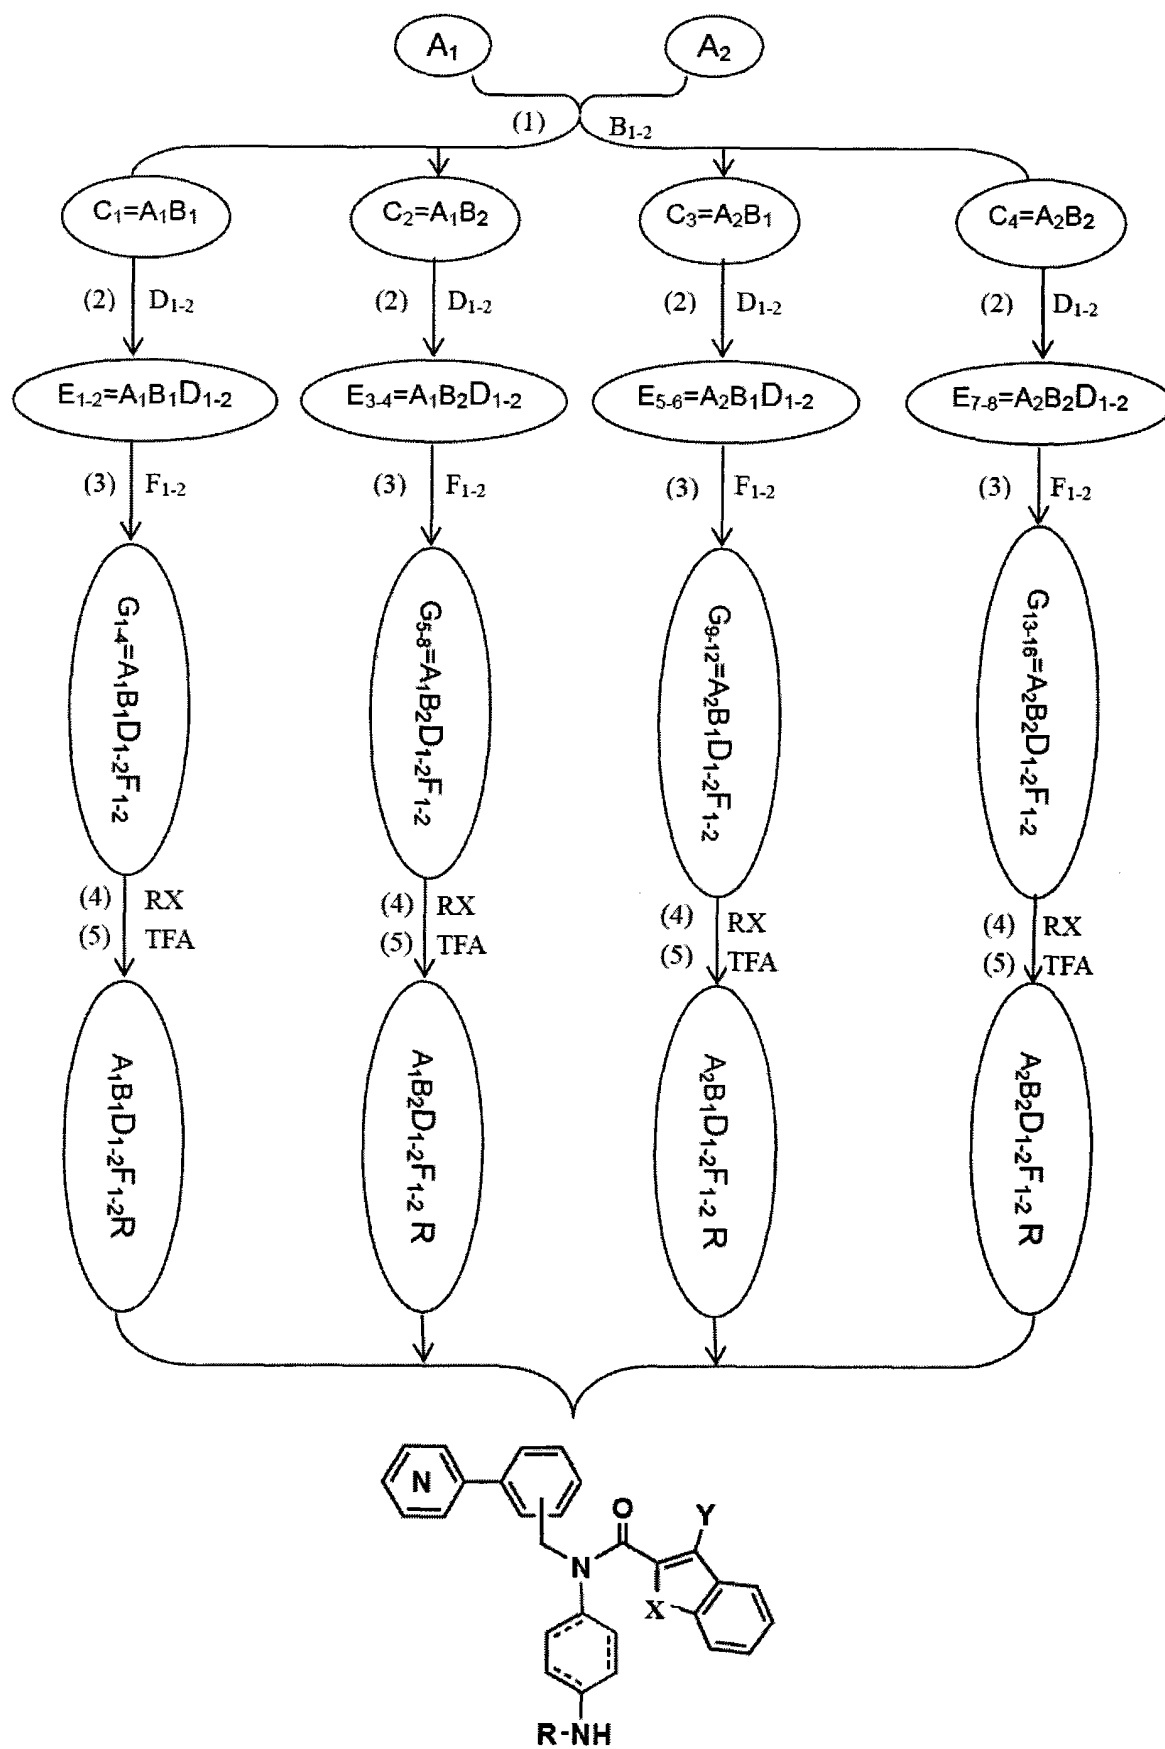 A₁ A₂
(1) B₁₋₂
C₁=A₁B₁ C₂=A₁B₂ C₃=A₂B₁ C₄=A₂B₂
(2) D₁₋₂ (2) D₁₋₂ (2) D₁₋₂ (2) D₁₋₂
E₁₋₂=A₁B₁D₁₋₂ E₃₋₄=A₁B₂D₁₋₂ E₅₋₆=A₂B₁D₁₋₂ E₇₋₈=A₂B₂D₁₋₂
(3) F₁₋₂ (3) F₁₋₂ (3) F₁₋₂ (3) F₁₋₂
G₁₋₄=A₁B₁D₁₋₂F₁₋₂ G₅₋₈=A₁B₂D₁₋₂F₁₋₂ G₉₋₁₂=A₂B₁D₁₋₂F₁₋₂ G₁₃₋₁₆=A₂B₂D₁₋₂F₁₋₂
(4) RX (4) RX (4) RX (4) RX
(5) TFA (5) TFA (5) TFA (5) TFA
A₁B₁D₁₋₂F₁₋₂R A₁B₂D₁₋₂F₁₋₂ R A₂B₁D₁₋₂F₁₋₂ R A₂B₂D₁₋₂F₁₋₂ R
N
O Y
N
X
R-NH